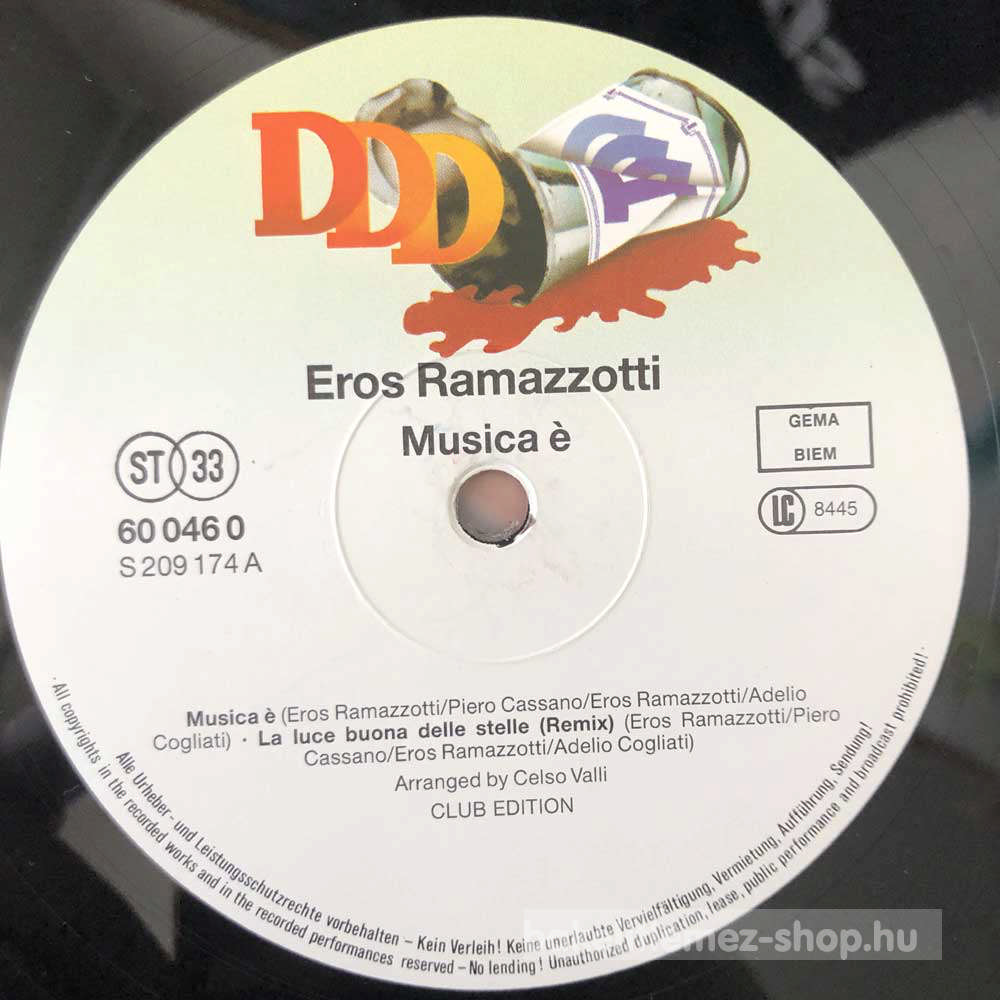 DDD
Eros Ramazzotti
Musica è
ST 33
60 046 0
S 209 174 A
GEMA
BIEM
LC 8445
Musica è (Eros Ramazzotti/Piero Cassano/Eros Ramazzotti/Adelio
Cogliati) · La luce buona delle stelle (Remix) (Eros Ramazzotti/Piero
Cassano/Eros Ramazzotti/Adelio Cogliati)
Arranged by Celso Valli
CLUB EDITION
Alle Urheber- und Leistungsschutzrechte vorbehalten – Kein Verleih! Keine unerlaubte Vervielfältigung, Vermietung, Aufführung, Sendung!
· All copyrights in the recorded works and in the recorded performances reserved – No lending! Unauthorized duplication, lease, public performance and broadcast prohibited! ·
mez-shop.hu